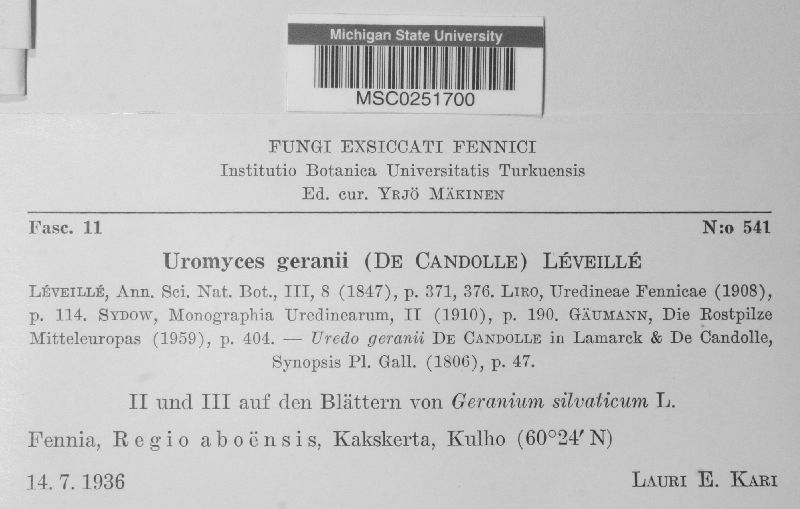 Michigan State University
MSC0251700
FUNGI EXSICCATI FENNICI
Institutio Botanica Universitatis Turkuensis
Ed. cur. YRJÖ MÄKINEN
Fasc. 11 N:o 541
Uromyces geranii (DE CANDOLLE) LÉVEILLÉ
LÉVEILLÉ, Ann. Sci. Nat. Bot., III, 8 (1847), p. 371, 376. LIRO, Uredineae Fennicae (1908),
p. 114. SYDOW, Monographia Uredinearum, II (1910), p. 190. GÄUMANN, Die Rostpilze
Mitteleuropas (1959), p. 404. — Uredo geranii DE CANDOLLE in Lamarck & De Candolle,
Synopsis Pl. Gall. (1806), p. 47.
II und III auf den Blättern von Geranium silvaticum L.
Fennia, Regio aboënsis, Kakskerta, Kulho (60°24′ N)
14. 7. 1936 LAURI E. KARI